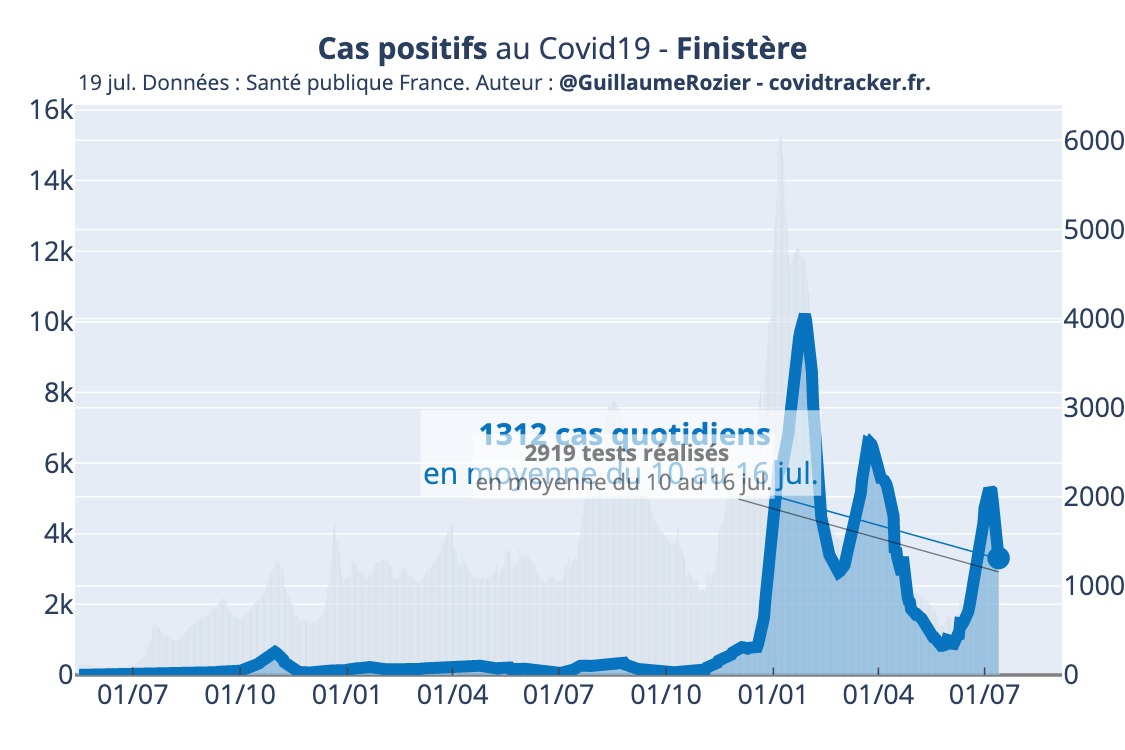 Cas positifs au Covid19 - Finistère
19 jul. Données : Santé publique France. Auteur : @GuillaumeRozier - covidtracker.fr.
16k
14k
12k
10k
8k
6k
4k
2k
0
6000
5000
4000
3000
2000
1000
0
1312 cas quotidiens
en moyenne du 10 au 16 jul.
2919 tests réalisés
en moyenne du 10 au 16 jul.
01/07 01/10 01/01 01/04 01/07 01/10 01/01 01/04 01/07